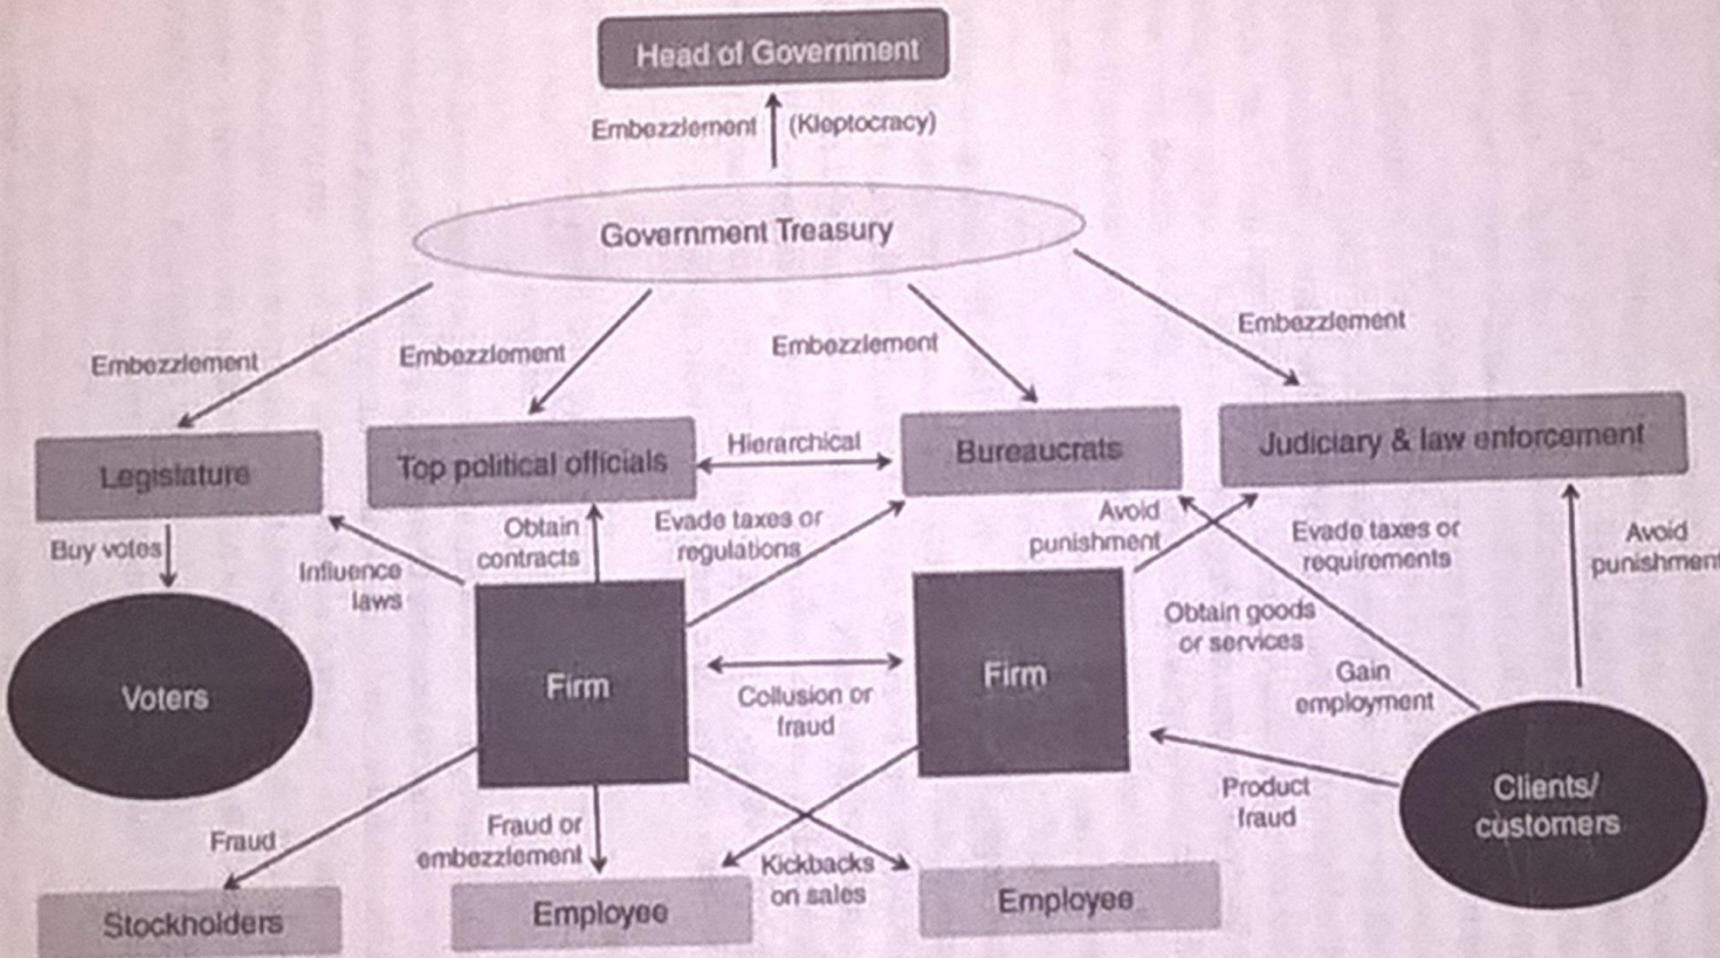 Head of Government
Embezzlement (Kleptocracy)
Government Treasury
Embezzlement
Embezzlement
Embezzlement
Embezzlement
Legislature
Top political officials
Hierarchical
Bureaucrats
Judiciary & law enforcement
Buy votes
Influence
laws
Obtain
contracts
Evade taxes or
regulations
Avoid
punishment
Evade taxes or
requirements
Avoid
punishment
Obtain goods
or services
Gain
employment
Voters
Firm
Collusion or
fraud
Firm
Product
fraud
Clients/
customers
Fraud
Fraud or
embezzlement
Kickbacks
on sales
Stockholders
Employee
Employee